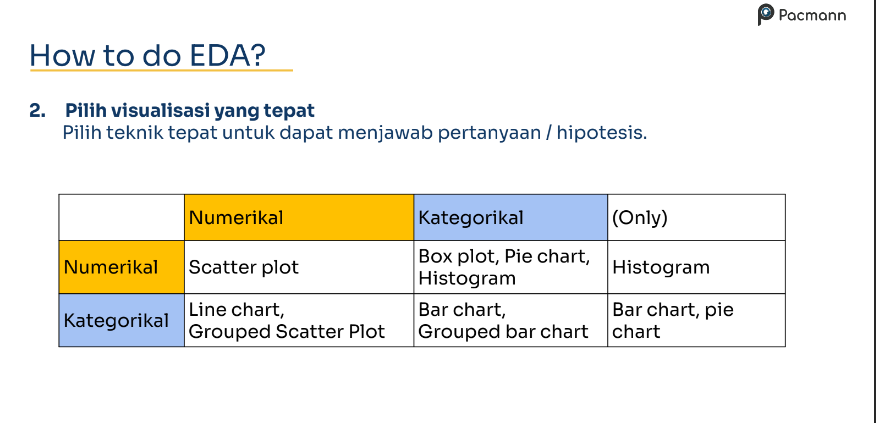 Pacmann
How to do EDA?
2. Pilih visualisasi yang tepat
Pilih teknik tepat untuk dapat menjawab pertanyaan / hipotesis.
Numerikal Kategorikal (Only)
Numerikal Scatter plot Box plot, Pie chart, Histogram Histogram
Kategorikal Line chart, Grouped Scatter Plot Bar chart, Grouped bar chart Bar chart, pie chart